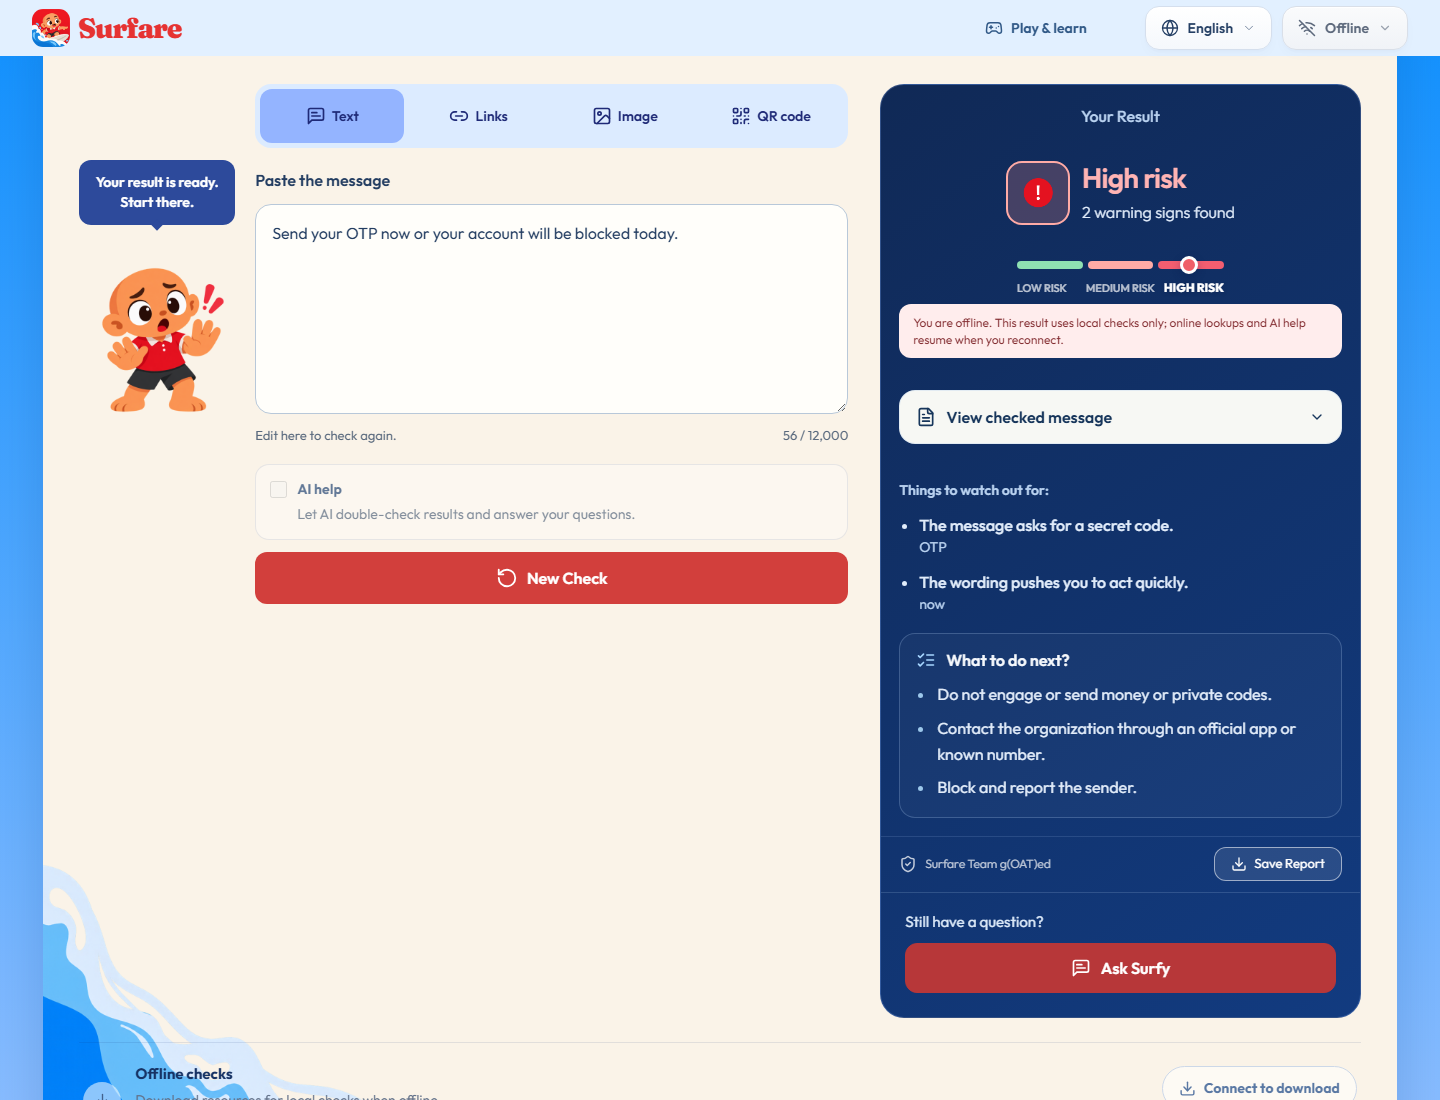 Surfare
Play & learn
English
Offline
Text
Links
Image
QR code
Your result is ready.
Start there.
Paste the message
Send your OTP now or your account will be blocked today.
Edit here to check again.
56 / 12,000
AI help
Let AI double-check results and answer your questions.
New Check
Your Result
!
High risk
2 warning signs found
LOW RISK
MEDIUM RISK
HIGH RISK
You are offline. This result uses local checks only; online lookups and AI help
resume when you reconnect.
View checked message
Things to watch out for:
• The message asks for a secret code.
OTP
• The wording pushes you to act quickly.
now
What to do next?
• Do not engage or send money or private codes.
• Contact the organization through an official app or
known number.
• Block and report the sender.
Surfare Team g(OAT)ed
Save Report
Still have a question?
Ask Surfy
Offline checks
Download resources for local checks when offline.
Connect to download